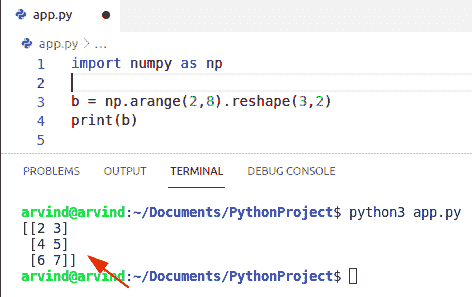 app.py
app.py > ...
1 import numpy as np
2
3 b = np.arange(2,8).reshape(3,2)
4 print(b)
5
PROBLEMS OUTPUT TERMINAL DEBUG CONSOLE
arvind@arvind:~/Documents/PythonProject$ python3 app.py
[[2 3]
 [4 5]
 [6 7]]
arvind@arvind:~/Documents/PythonProject$